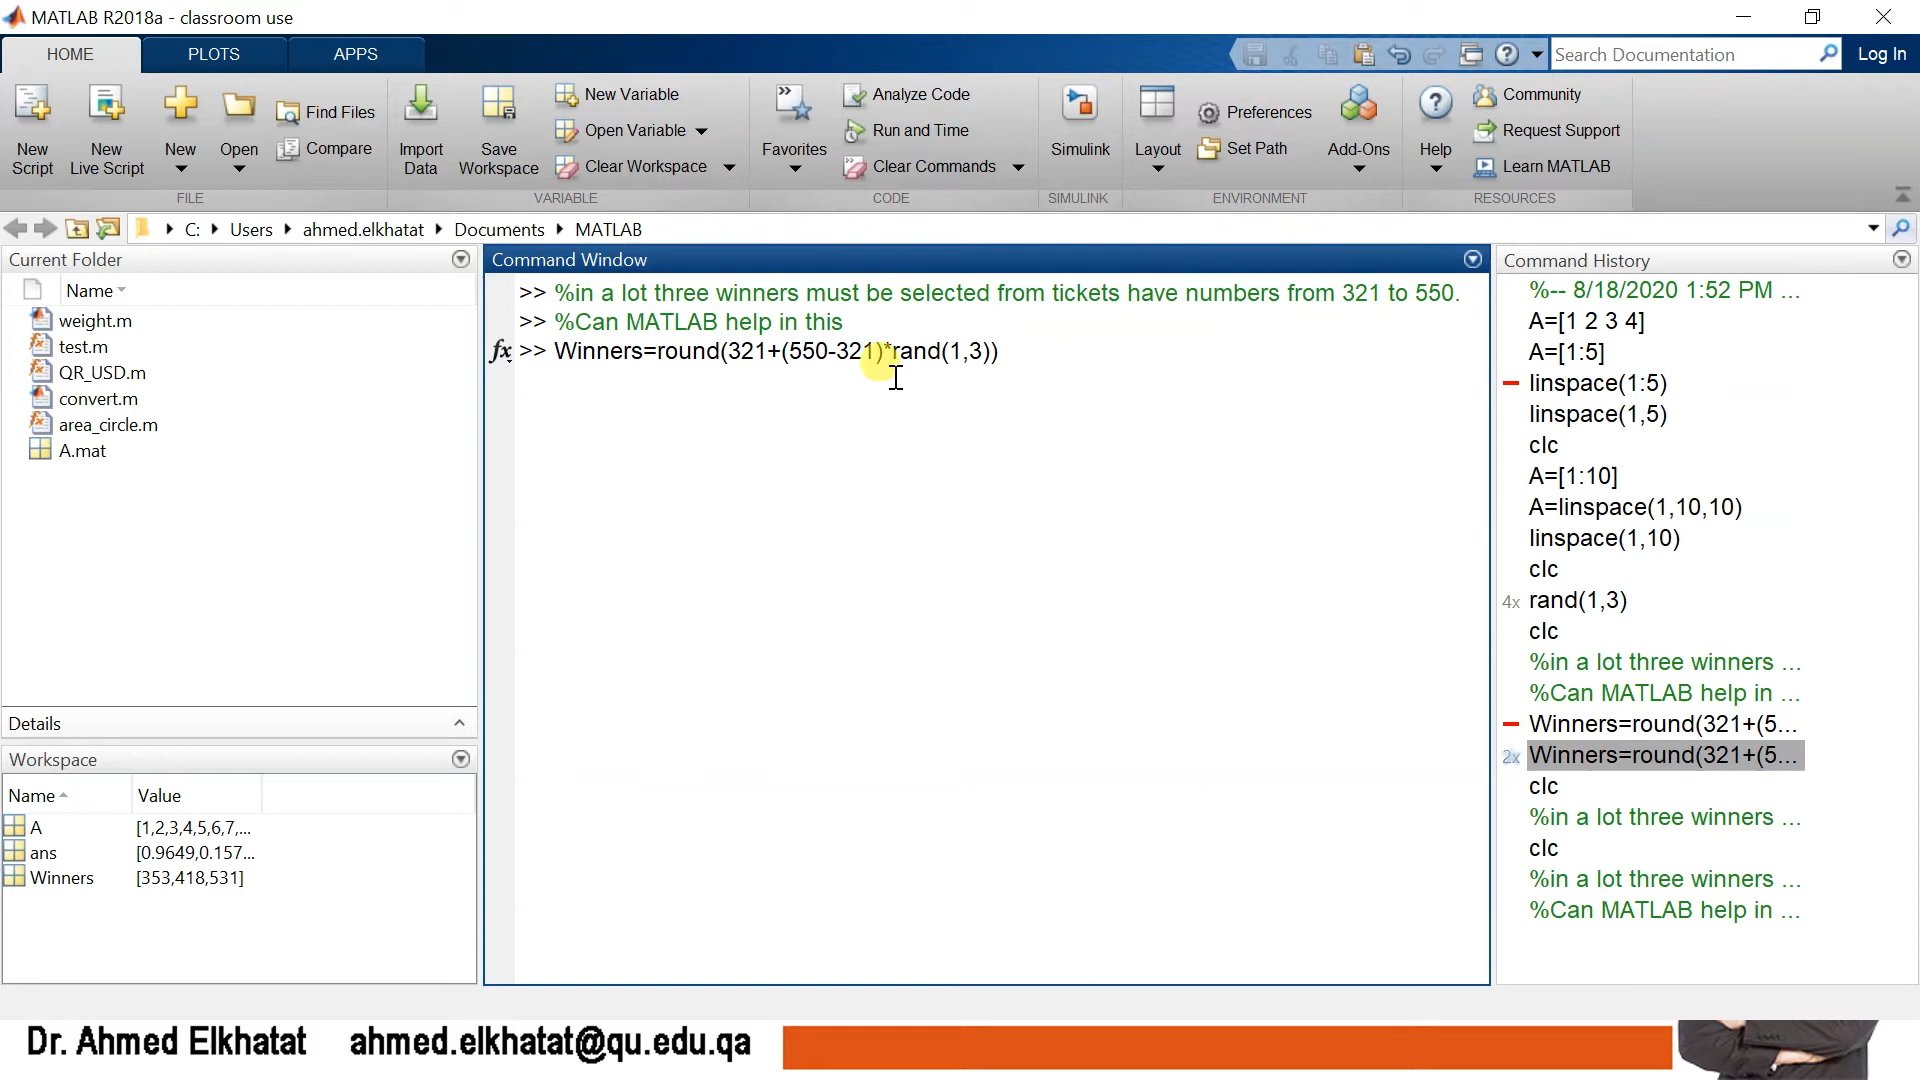 MATLAB R2018a - classroom use
HOME PLOTS APPS
Search Documentation Log In
New Script
New Live Script
New
Open
Find Files
Compare
Import Data
Save Workspace
New Variable
Open Variable
Clear Workspace
Favorites
Analyze Code
Run and Time
Clear Commands
Simulink
Layout
Preferences
Set Path
Add-Ons
Help
Community
Request Support
Learn MATLAB
FILE VARIABLE CODE SIMULINK ENVIRONMENT RESOURCES
C: Users ahmed.elkhatat Documents MATLAB
Current Folder
Name
weight.m
test.m
QR_USD.m
convert.m
area_circle.m
A.mat
Details
Workspace
Name Value
A [1,2,3,4,5,6,7,...
ans [0.9649,0.157...
Winners [353,418,531]
Command Window
>> %in a lot three winners must be selected from tickets have numbers from 321 to 550.
>> %Can MATLAB help in this
fx >> Winners=round(321+(550-321)*rand(1,3))
Command History
%-- 8/18/2020 1:52 PM ...
A=[1 2 3 4]
A=[1:5]
linspace(1:5)
linspace(1,5)
clc
A=[1:10]
A=linspace(1,10,10)
linspace(1,10)
clc
4x rand(1,3)
clc
%in a lot three winners ...
%Can MATLAB help in ...
Winners=round(321+(5...
2x Winners=round(321+(5...
clc
%in a lot three winners ...
clc
%in a lot three winners ...
%Can MATLAB help in ...
Dr. Ahmed Elkhatat ahmed.elkhatat@qu.edu.qa